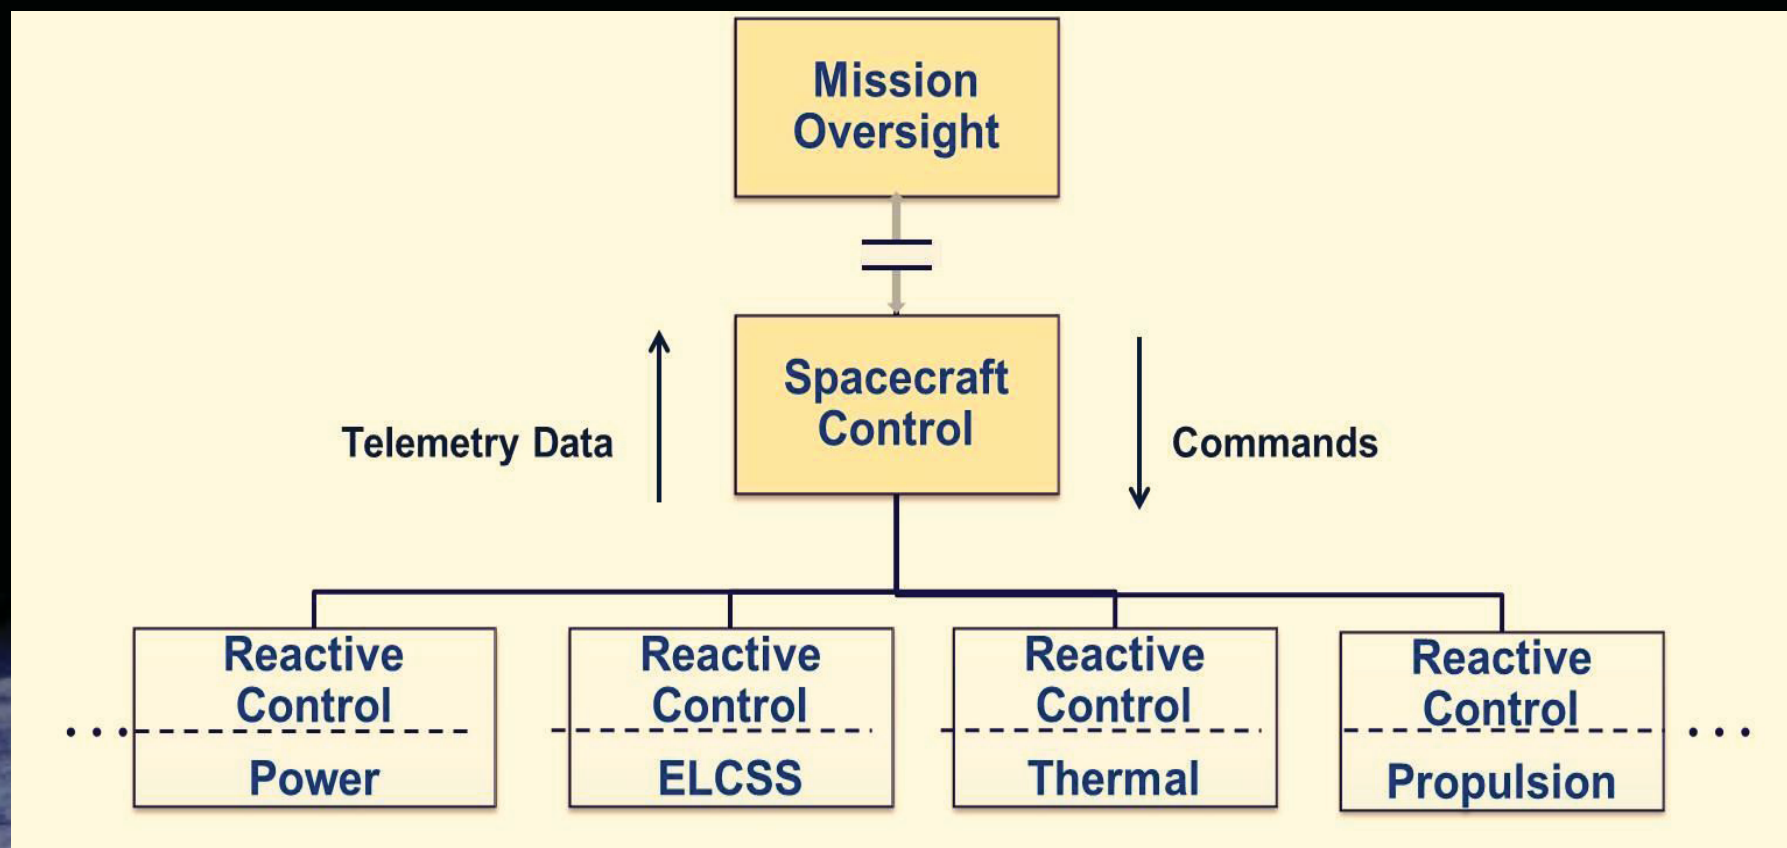 Mission
Oversight
Spacecraft
Control
Telemetry Data
Commands
Reactive
Control
Power
Reactive
Control
ELCSS
Reactive
Control
Thermal
Reactive
Control
Propulsion